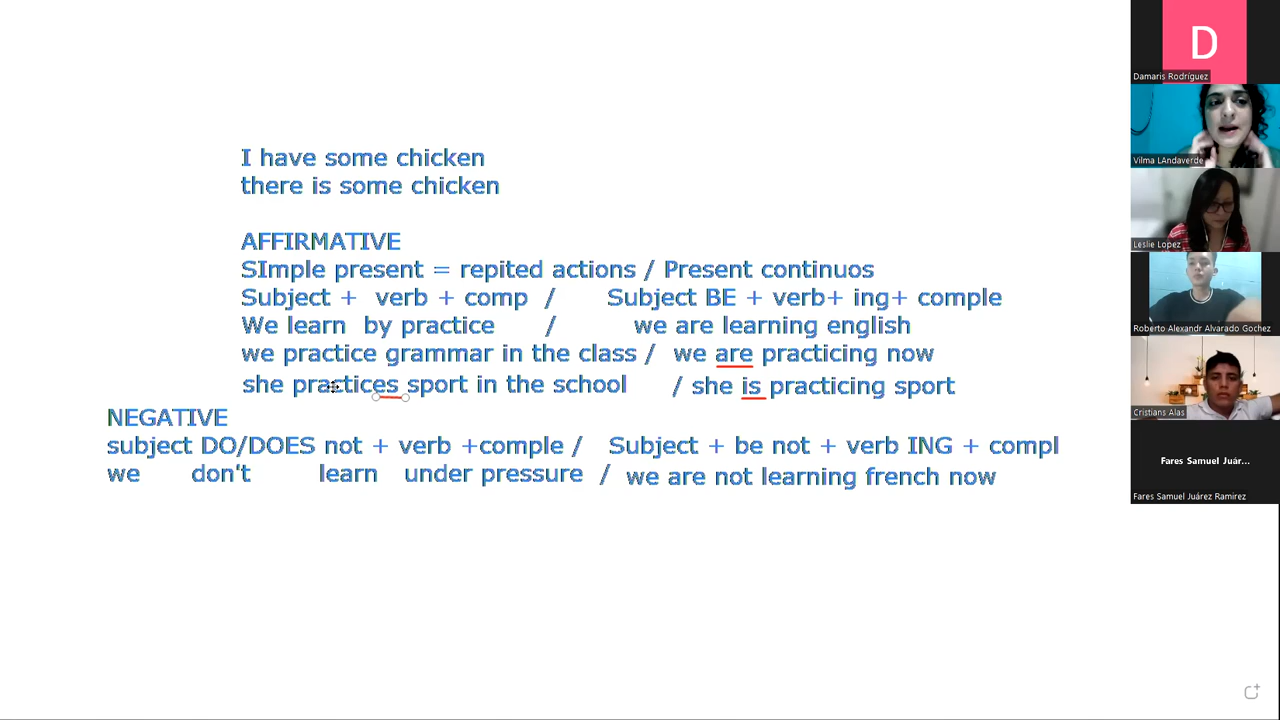 I have some chicken
there is some chicken
AFFIRMATIVE
SImple present = repited actions / Present continuos
Subject + verb + comp / Subject BE + verb+ ing+ comple
We learn by practice / we are learning english
we practice grammar in the class / we are practicing now
she practices sport in the school / she is practicing sport
NEGATIVE
subject DO/DOES not + verb +comple / Subject + be not + verb ING + compl
we don't learn under pressure / we are not learning french now
D
Damaris Rodríguez
Vilma LAndaverde
Leslie Lopez
Roberto Alexandr Alvarado Gochez
Cristians Alas
Fares Samuel Juár...
Fares Samuel Juárez Ramirez